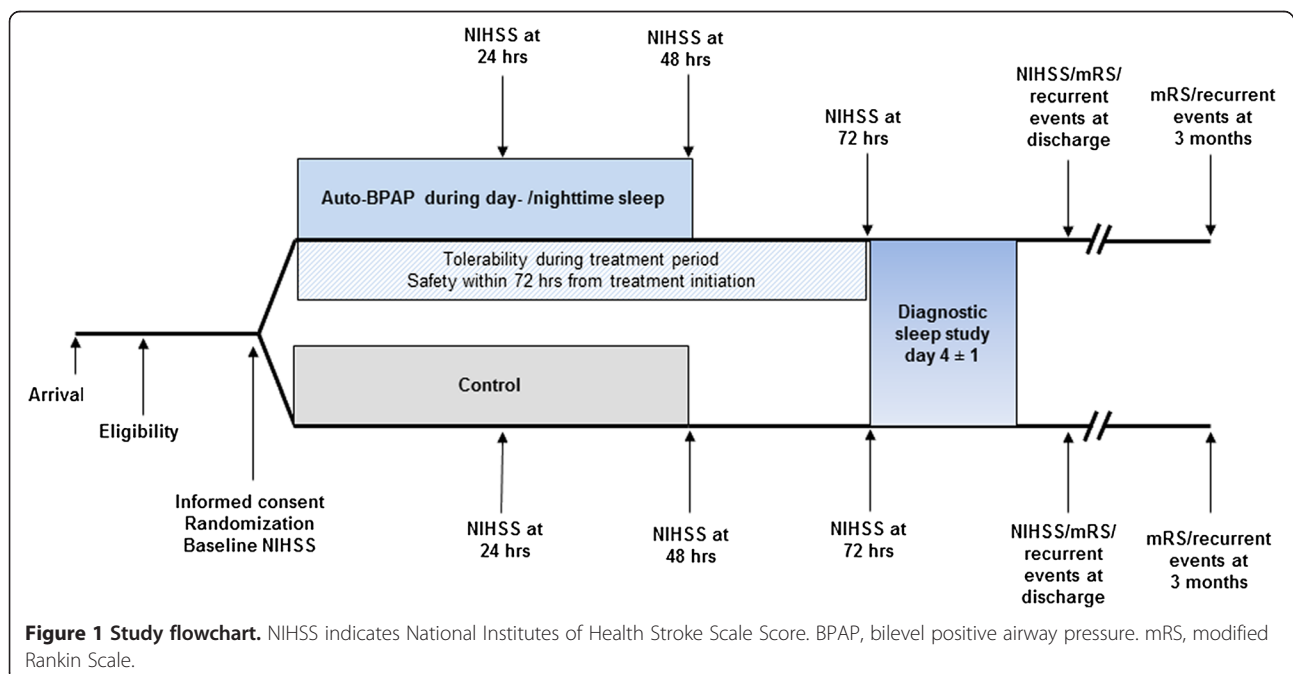 NIHSS at
24 hrs
NIHSS at
48 hrs
NIHSS at
72 hrs
NIHSS/mRS/
recurrent
events at
discharge
mRS/recurrent
events at
3 months
Auto-BPAP during day- /nighttime sleep
Tolerability during treatment period
Safety within 72 hrs from treatment initiation
Diagnostic
sleep study
day 4 ± 1
Control
Arrival
Eligibility
Informed consent
Randomization
Baseline NIHSS
NIHSS at
24 hrs
NIHSS at
48 hrs
NIHSS at
72 hrs
NIHSS/mRS/
recurrent
events at
discharge
mRS/recurrent
events at
3 months
Figure 1 Study flowchart. NIHSS indicates National Institutes of Health Stroke Scale Score. BPAP, bilevel positive airway pressure. mRS, modified
Rankin Scale.